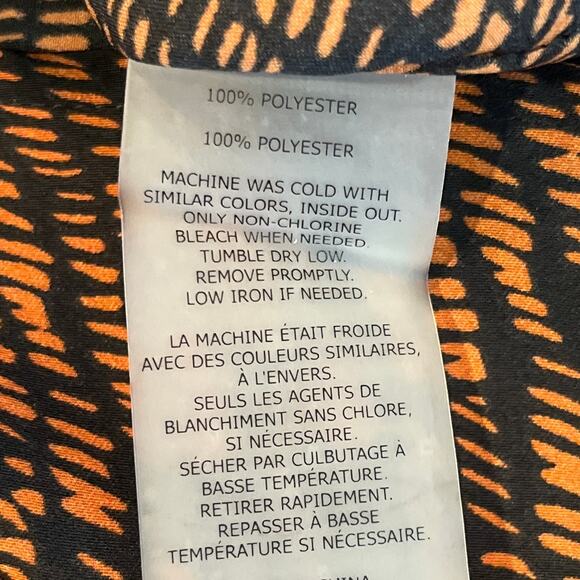 100% POLYESTER
100% POLYESTER
MACHINE WAS COLD WITH
SIMILAR COLORS, INSIDE OUT.
ONLY NON-CHLORINE
BLEACH WHEN NEEDED.
TUMBLE DRY LOW.
REMOVE PROMPTLY.
LOW IRON IF NEEDED.
LA MACHINE ÉTAIT FROIDE
AVEC DES COULEURS SIMILAIRES,
À L'ENVERS.
SEULS LES AGENTS DE
BLANCHIMENT SANS CHLORE,
SI NÉCESSAIRE.
SÉCHER PAR CULBUTAGE À
BASSE TEMPÉRATURE.
RETIRER RAPIDEMENT.
REPASSER À BASSE
TEMPÉRATURE SI NÉCESSAIRE.